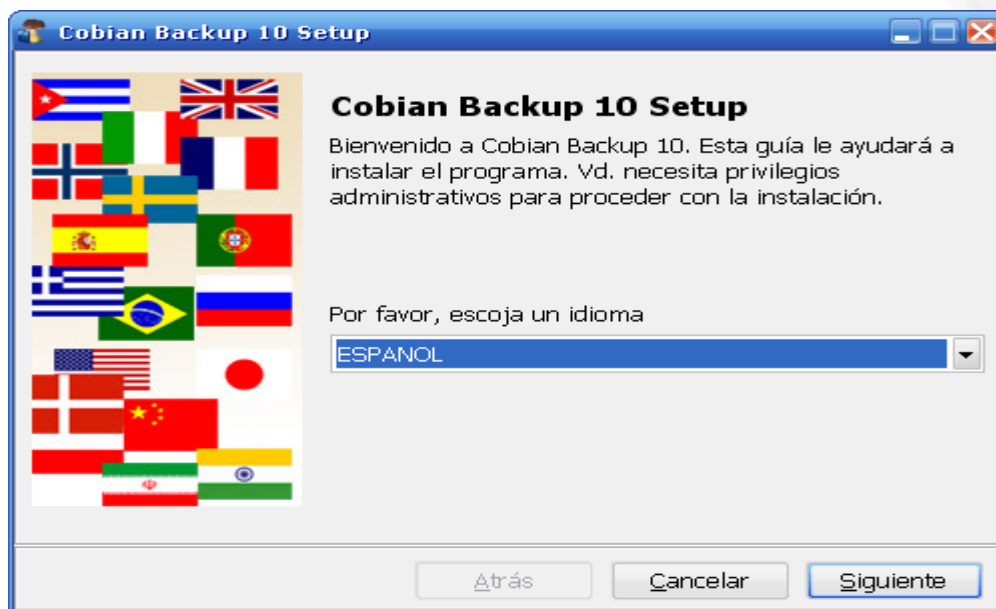 Cobian Backup 10 Setup
Cobian Backup 10 Setup
Bienvenido a Cobian Backup 10. Esta guía le ayudará a
instalar el programa. Vd. necesita privilegios
administrativos para proceder con la instalación.
Por favor, escoja un idioma
ESPANOL
Atrás
Cancelar
Siguiente